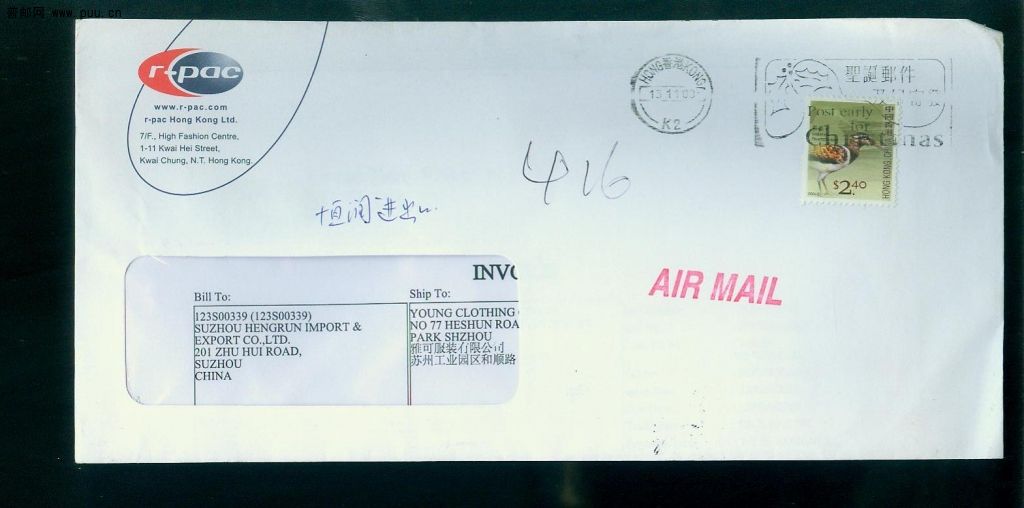 普邮网 www.puu.cn
r-pac
www.r-pac.com
r-pac Hong Kong Ltd.
7/F., High Fashion Centre,
1-11 Kwai Hei Street,
Kwai Chung, N.T. Hong Kong.
HONG 香港 KONG
K2
聖誕郵件
Post early
for
Christmas
$2.40
416
恒润进出口
AIR MAIL
INVO
Bill To:
123S00339 (123S00339)
SUZHOU HENGRUN IMPORT &
EXPORT CO.,LTD.
201 ZHU HUI ROAD,
SUZHOU
CHINA
Ship To:
YOUNG CLOTHING
NO 77 HESHUN ROA
PARK SHZHOU
雅可服装有限公司
苏州工业园区和顺路